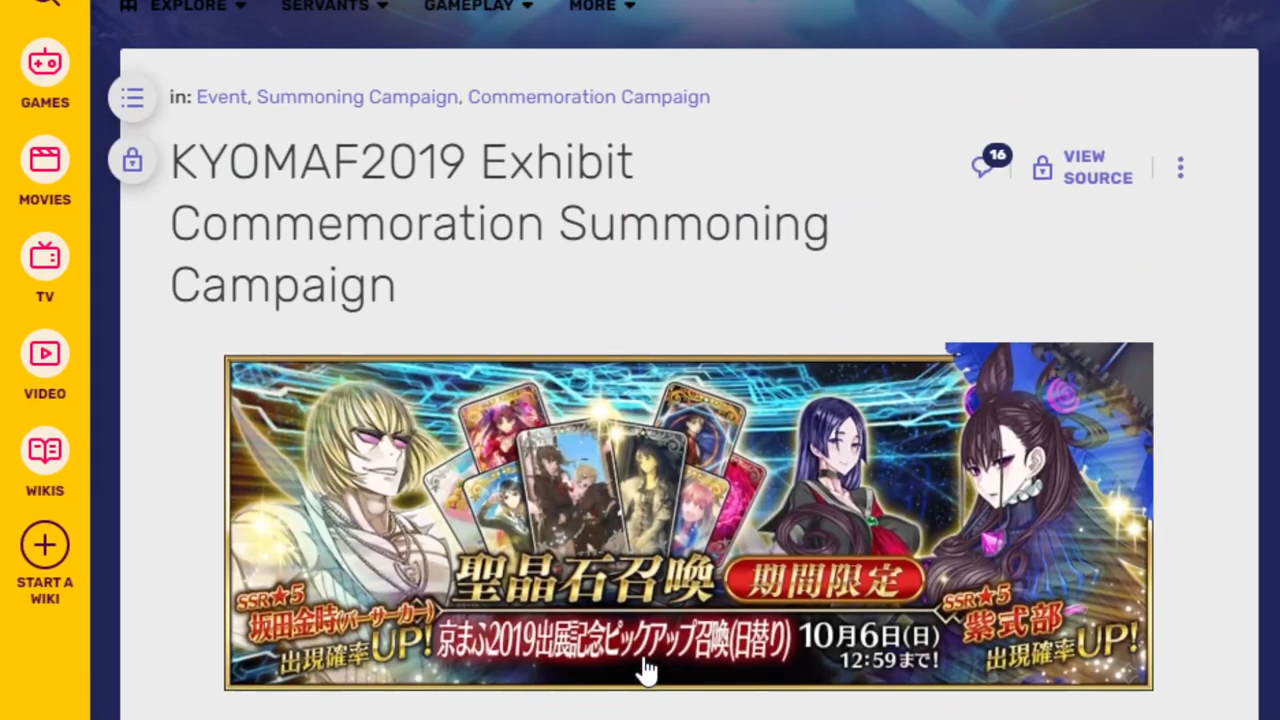 EXPLORE SERVANTS GAMEPLAY MORE
GAMES
MOVIES
TV
VIDEO
WIKIS
START A
WIKI
in: Event, Summoning Campaign, Commemoration Campaign
KYOMAF2019 Exhibit
Commemoration Summoning
Campaign
16
VIEW
SOURCE
聖晶石召喚 期間限定
SSR★5
坂田金時(バーサーカー)
出現確率UP!
京まふ2019出展記念ピックアップ召喚(日替り)
10月6日(日)
12:59まで!
SSR★5
紫式部
出現確率UP!